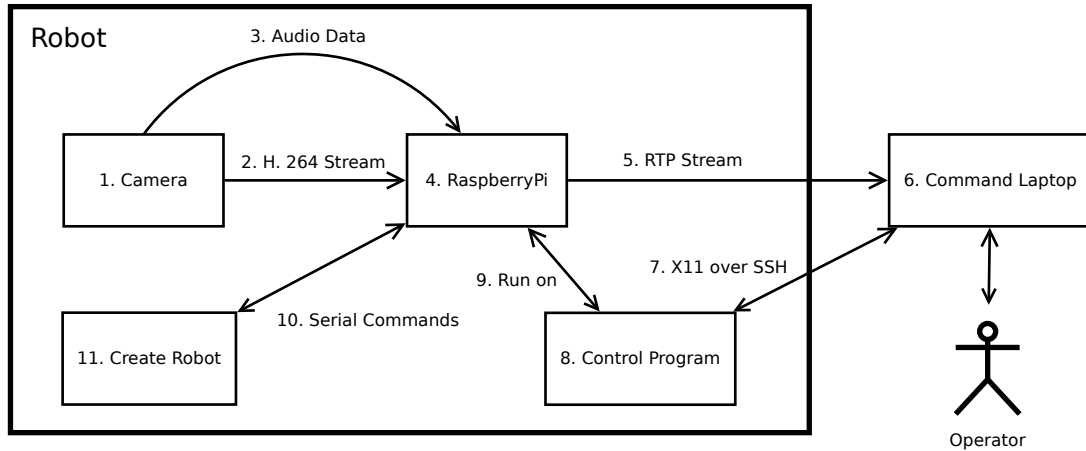 Robot
3. Audio Data
1. Camera
2. H. 264 Stream
4. RaspberryPi
5. RTP Stream
6. Command Laptop
7. X11 over SSH
9. Run on
10. Serial Commands
11. Create Robot
8. Control Program
Operator